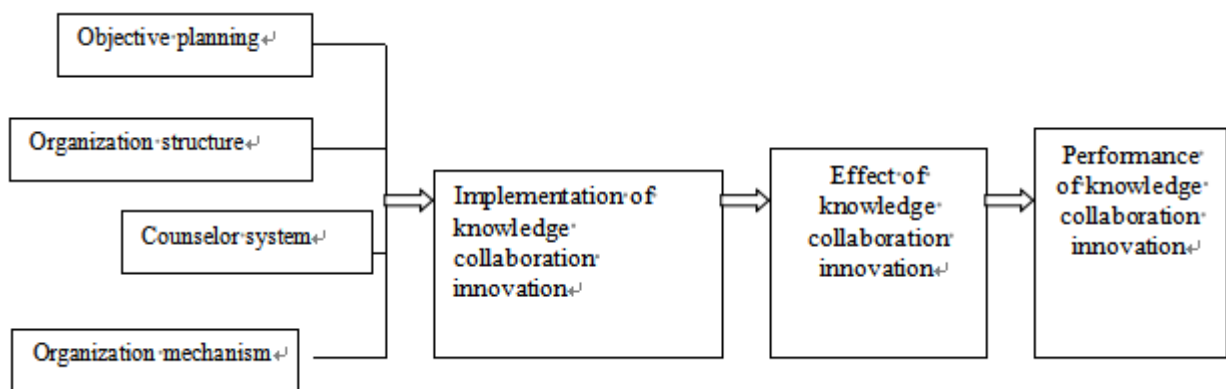 Objective planning
Organization structure
Counselor system
Organization mechanism
Implementation of
knowledge
collaboration
innovation
Effect of
knowledge
collaboration
innovation
Performance
of knowledge
collaboration
innovation